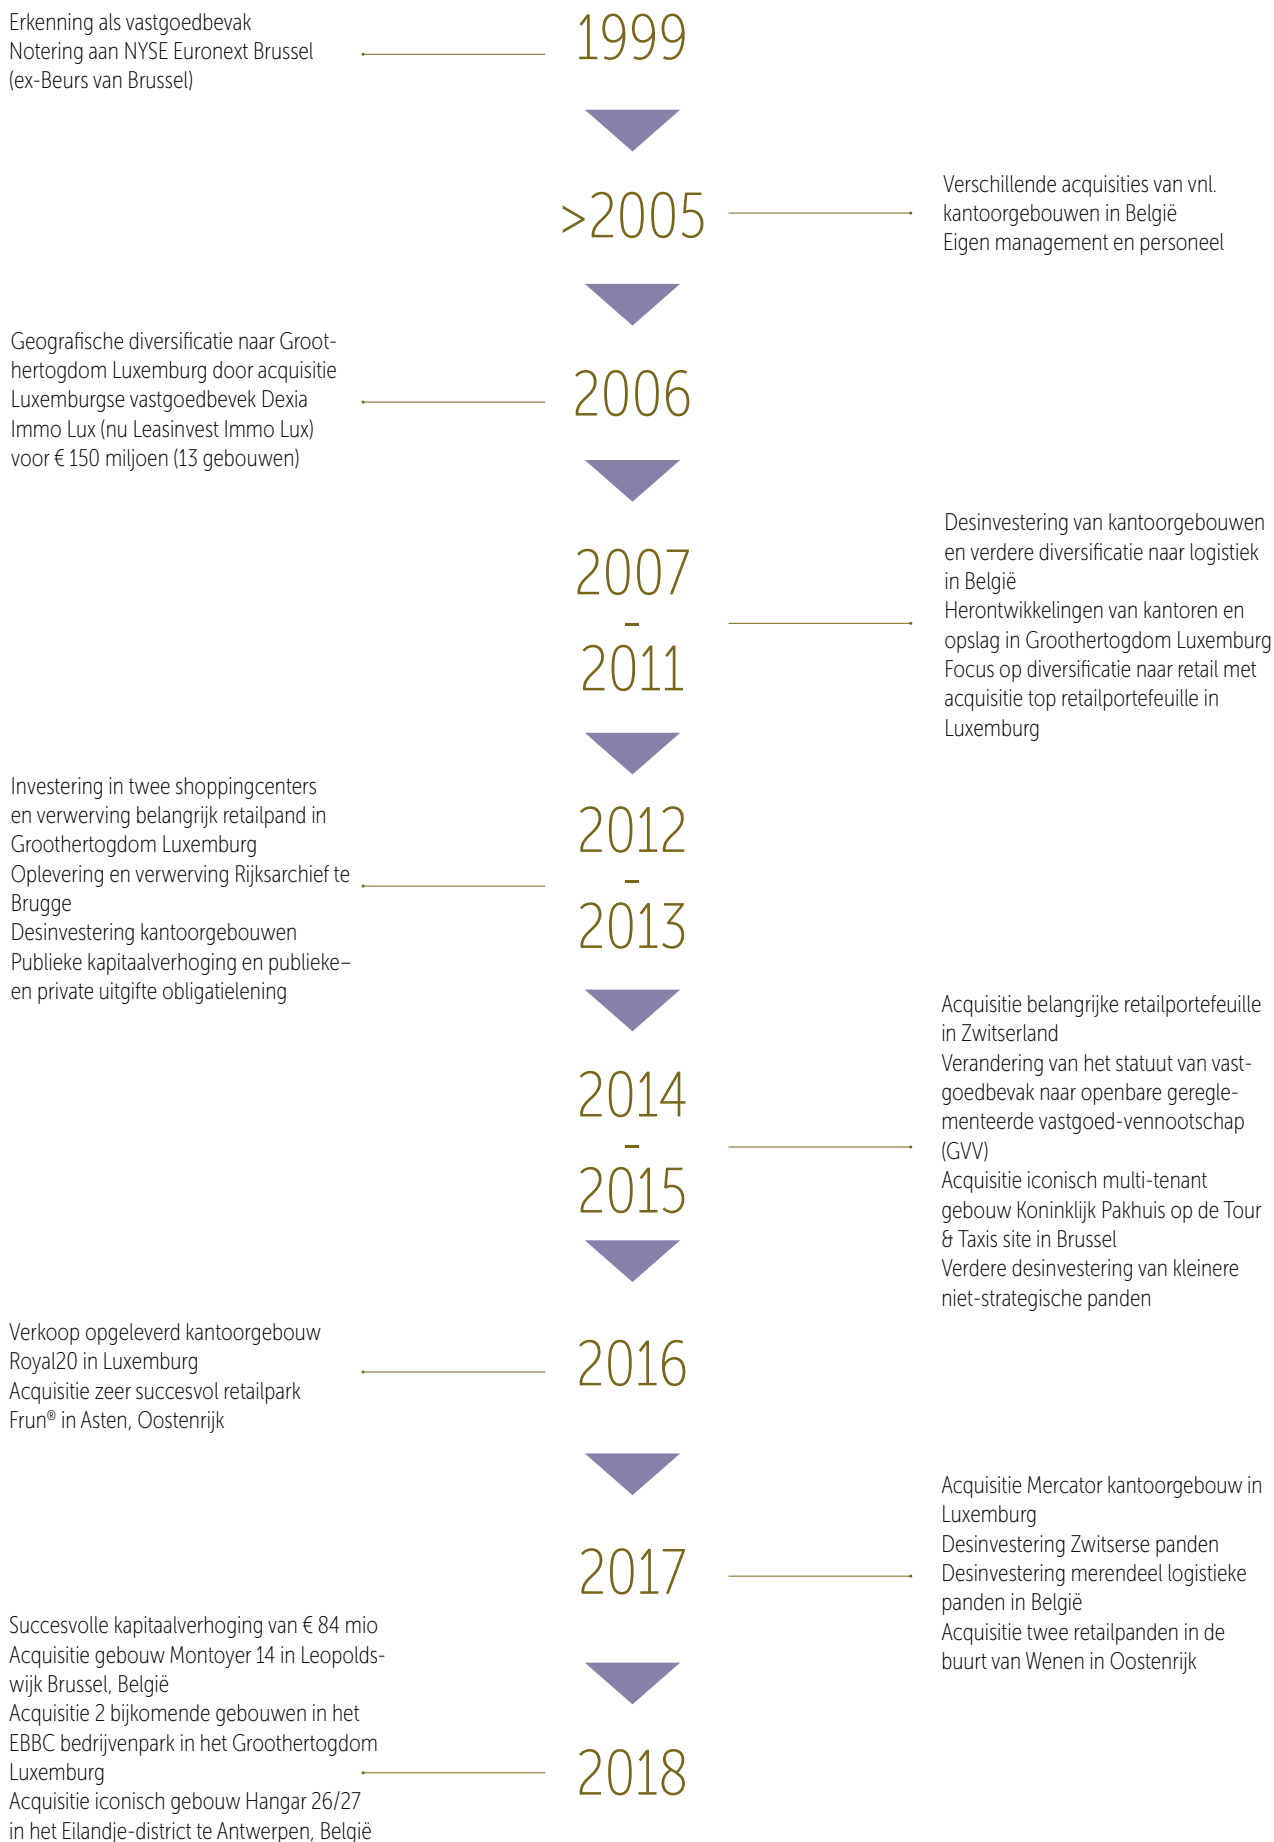 Erkenning als vastgoedbevak
Notering aan NYSE Euronext Brussel
(ex-Beurs van Brussel)
1999
>2005
Verschillende acquisities van vnl.
kantoorgebouwen in België
Eigen management en personeel
Geografische diversificatie naar Groot-
hertogdom Luxemburg door acquisitie
Luxemburgse vastgoedbevek Dexia
Immo Lux (nu Leasinvest Immo Lux)
voor € 150 miljoen (13 gebouwen)
2006
2007
-
2011
Desinvestering van kantoorgebouwen
en verdere diversificatie naar logistiek
in België
Herontwikkelingen van kantoren en
opslag in Groothertogdom Luxemburg
Focus op diversificatie naar retail met
acquisitie top retailportefeuille in
Luxemburg
Investering in twee shoppingcenters
en verwerving belangrijk retailpand in
Groothertogdom Luxemburg
Oplevering en verwerving Rijksarchief te
Brugge
Desinvestering kantoorgebouwen
Publieke kapitaalverhoging en publieke–
en private uitgifte obligatielening
2012
-
2013
2014
-
2015
Acquisitie belangrijke retailportefeuille
in Zwitserland
Verandering van het statuut van vast-
goedbevak naar openbare geregle-
menteerde vastgoed-vennootschap
(GVV)
Acquisitie iconisch multi-tenant
gebouw Koninklijk Pakhuis op de Tour
& Taxis site in Brussel
Verdere desinvestering van kleinere
niet-strategische panden
Verkoop opgeleverd kantoorgebouw
Royal20 in Luxemburg
Acquisitie zeer succesvol retailpark
Frun® in Asten, Oostenrijk
2016
2017
Acquisitie Mercator kantoorgebouw in
Luxemburg
Desinvestering Zwitserse panden
Desinvestering merendeel logistieke
panden in België
Acquisitie twee retailpanden in de
buurt van Wenen in Oostenrijk
Succesvolle kapitaalverhoging van € 84 mio
Acquisitie gebouw Montoyer 14 in Leopolds-
wijk Brussel, België
Acquisitie 2 bijkomende gebouwen in het
EBBC bedrijvenpark in het Groothertogdom
Luxemburg
Acquisitie iconisch gebouw Hangar 26/27
in het Eilandje-district te Antwerpen, België
2018